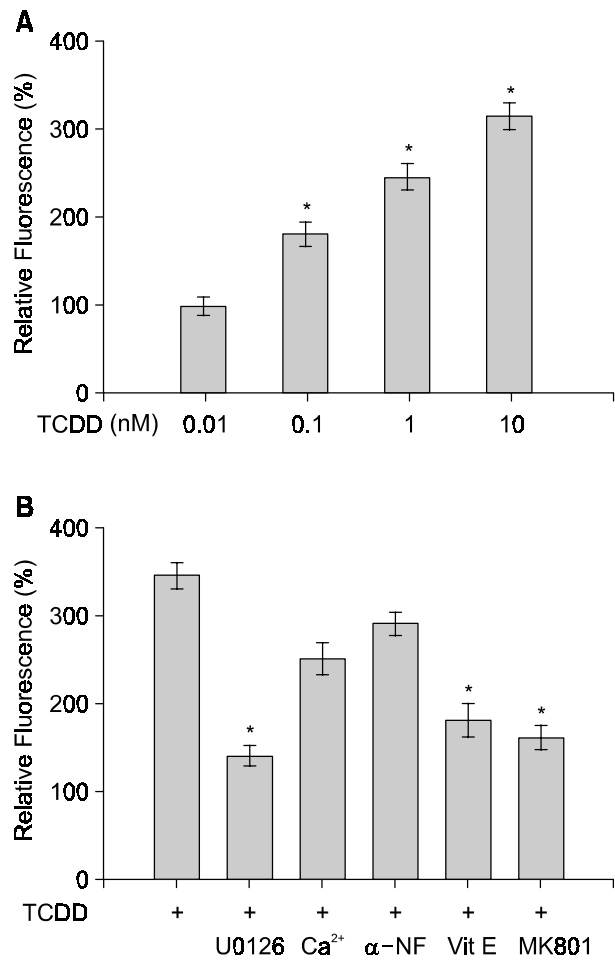 A
Relative Fluorescence (%)
400
300
200
100
0
*
*
*
TCDD (nM) 0.01 0.1 1 10
B
Relative Fluorescence (%)
400
300
200
100
0
*
*
*
TCDD + + + + + +
U0126 Ca²⁺ α−NF Vit E MK801